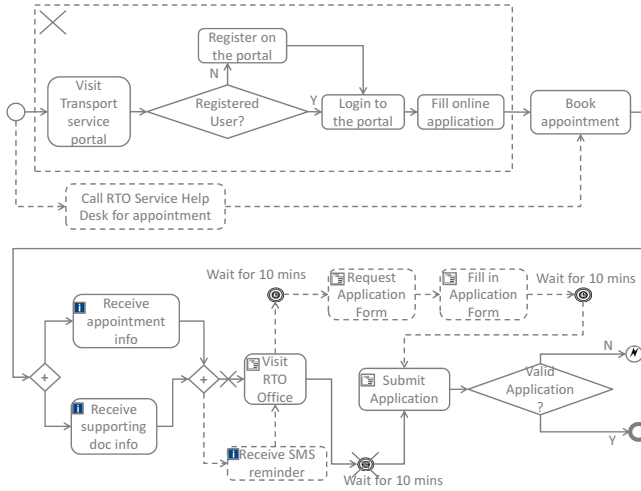 Register on
the portal
N
Visit
Transport
service
portal
Registered
User?
Y
Login to
the portal
Fill online
application
Book
appointment
Call RTO Service Help
Desk for appointment
Wait for 10 mins
Request
Application
Form
Fill in
Application
Form
Wait for 10 mins
Receive
appointment
info
N
Visit
RTO
Office
Submit
Application
Valid
Application
?
Receive
supporting
doc info
Y
Receive SMS
reminder
Wait for 10 mins